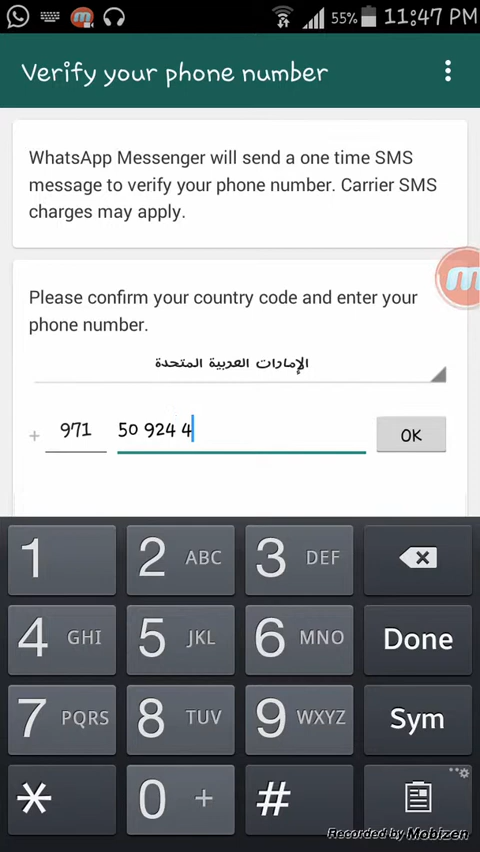 55% 11:47 PM
Verify your phone number
WhatsApp Messenger will send a one time SMS
message to verify your phone number. Carrier SMS
charges may apply.
Please confirm your country code and enter your
phone number.
الإمارات العربية المتحدة
+ 971 50 924 4 OK
1 2 ABC 3 DEF
4 GHI 5 JKL 6 MNO Done
7 PQRS 8 TUV 9 WXYZ Sym
* 0 + #
Recorded by Mobizen